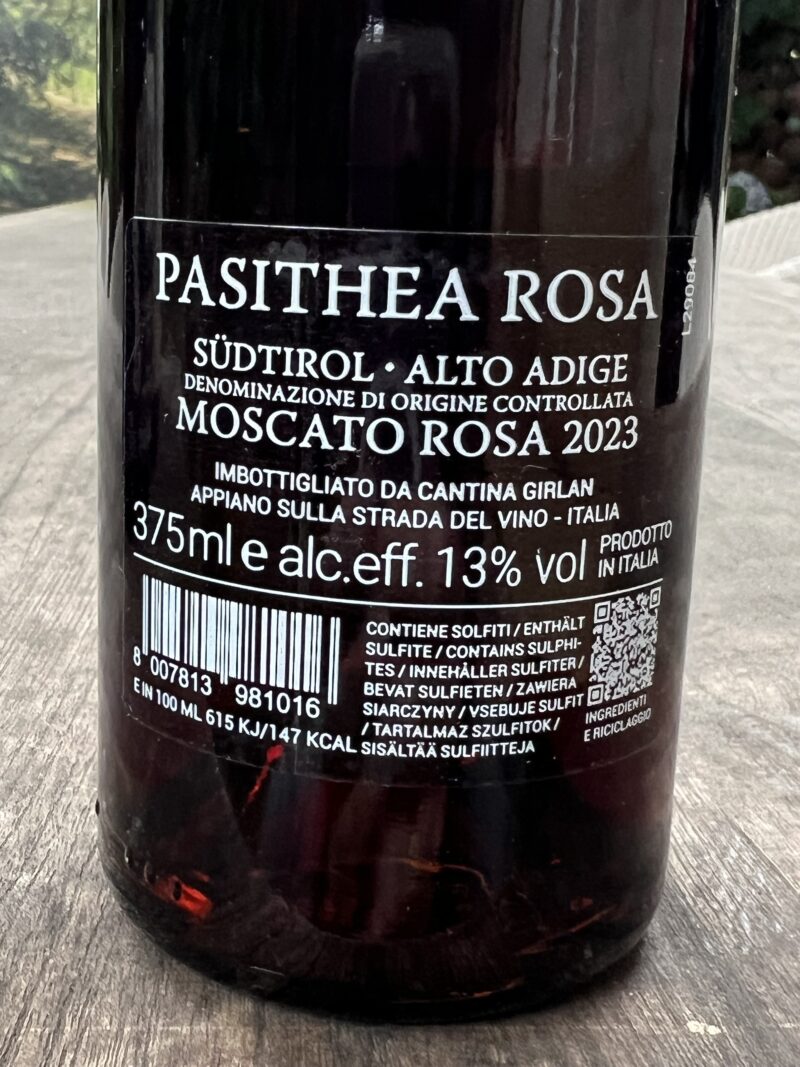 PASITHEA ROSA
SÜDTIROL • ALTO ADIGE
DENOMINAZIONE DI ORIGINE CONTROLLATA
MOSCATO ROSA 2023
IMBOTTIGLIATO DA CANTINA GIRLAN
APPIANO SULLA STRADA DEL VINO - ITALIA
375ml e alc.eff. 13% vol
PRODOTTO
IN ITALIA
8 007813 981016
E IN 100 ML 615 KJ/147 KCAL
CONTIENE SOLFITI / ENTHÄLT
SULFITE / CONTAINS SULPHI-
TES / INNEHÅLLER SULFITER /
BEVAT SULFIETEN / ZAWIERA
SIARCZYNY / VSEBUJE SULFIT
/ TARTALMAZ SZULFITOK /
SISÄLTÄÄ SULFIITTEJA
INGREDIENTI
E RICICLAGGIO
L29084